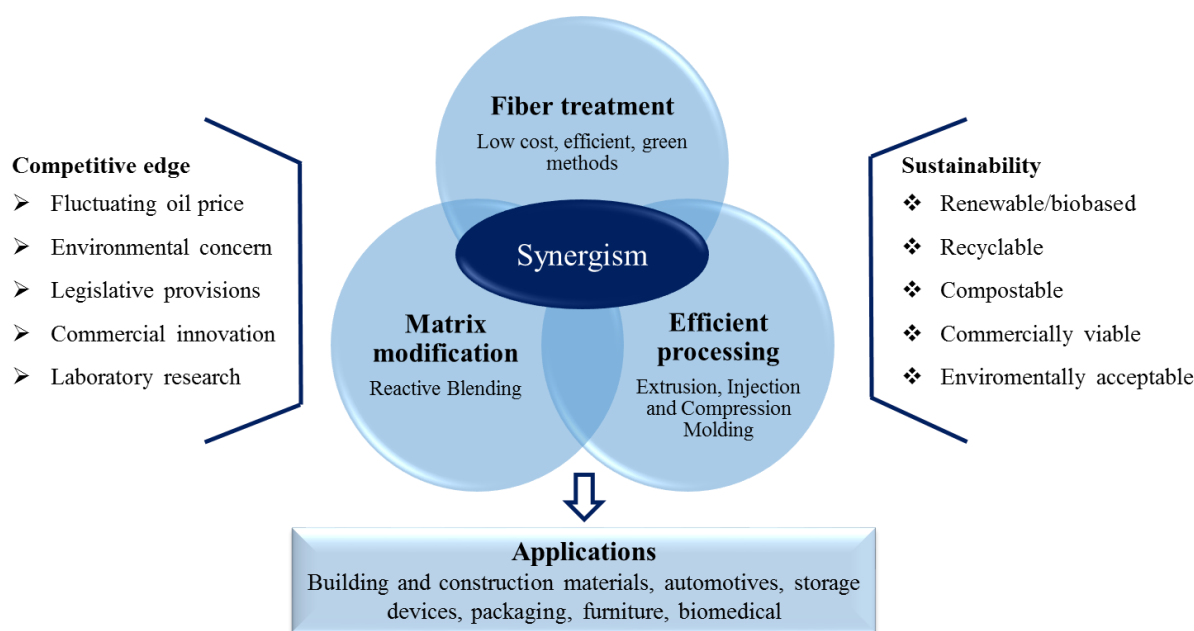 Fiber treatment
Low cost, efficient, green
methods
Competitive edge
Fluctuating oil price
Environmental concern
Legislative provisions
Commercial innovation
Laboratory research
Synergism
Matrix
modification
Reactive Blending
Efficient
processing
Extrusion, Injection
and Compression
Molding
Sustainability
Renewable/biobased
Recyclable
Compostable
Commercially viable
Enviromentally acceptable
Applications
Building and construction materials, automotives, storage
devices, packaging, furniture, biomedical